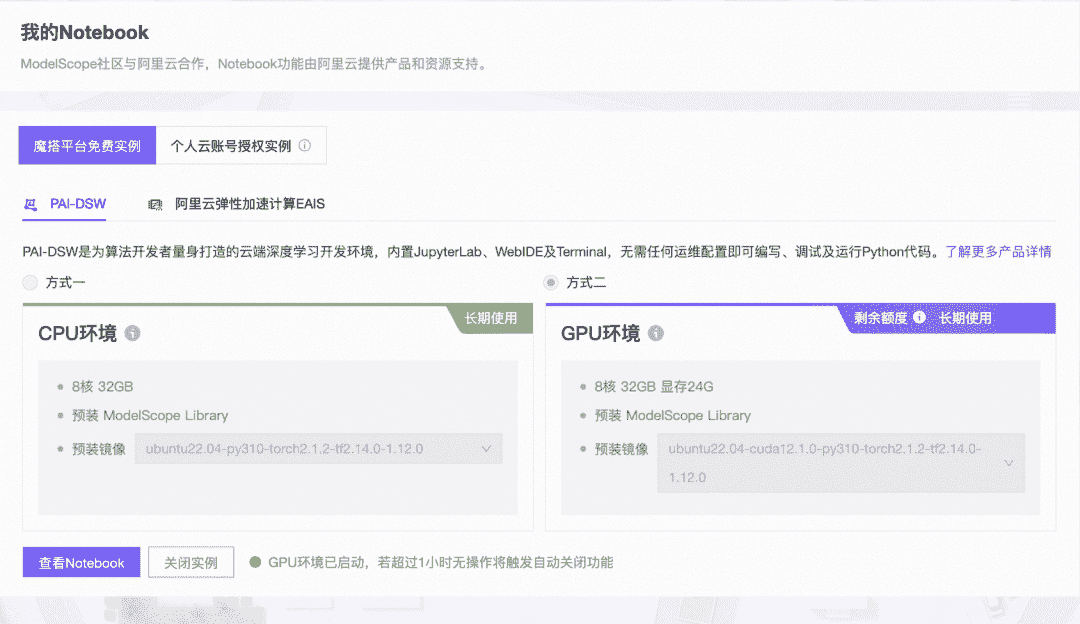 我的Notebook
ModelScope社区与阿里云合作，Notebook功能由阿里云提供产品和资源支持。
魔搭平台免费实例 个人云账号授权实例
PAI-DSW 阿里云弹性加速计算EAIS
PAI-DSW是为算法开发者量身打造的云端深度学习开发环境，内置JupyterLab、WebIDE及Terminal，无需任何运维配置即可编写、调试及运行Python代码。了解更多产品详情
方式一
长期使用
CPU环境
8核 32GB
预装 ModelScope Library
预装镜像 ubuntu22.04-py310-torch2.1.2-tf2.14.0-1.12.0
方式二
剩余额度 长期使用
GPU环境
8核 32GB 显存24G
预装 ModelScope Library
预装镜像 ubuntu22.04-cuda12.1.0-py310-torch2.1.2-tf2.14.0-
1.12.0
查看Notebook 关闭实例 GPU环境已启动，若超过1小时无操作将触发自动关闭功能